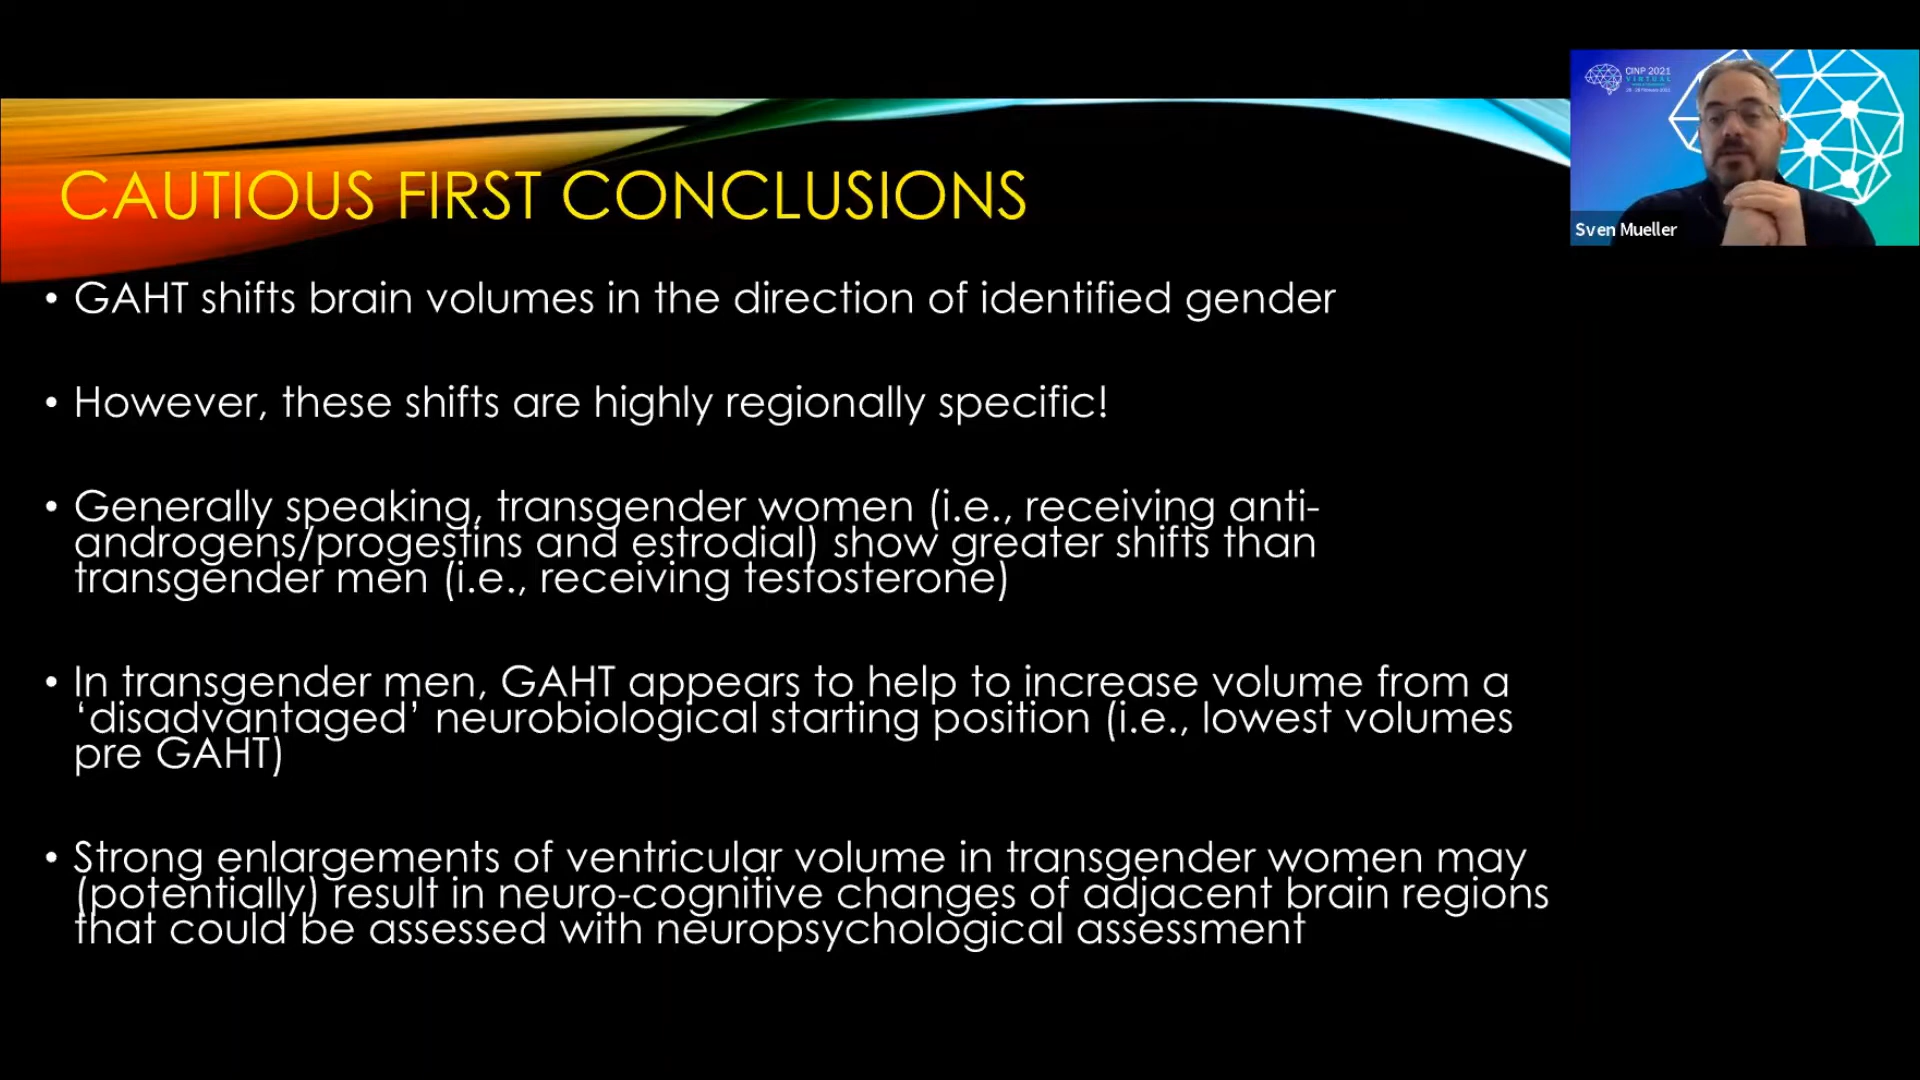 CINP 2021
VIRTUAL
Sven Mueller
CAUTIOUS FIRST CONCLUSIONS
• GAHT shifts brain volumes in the direction of identified gender
• However, these shifts are highly regionally specific!
• Generally speaking, transgender women (i.e., receiving anti-
androgens/progestins and estrodial) show greater shifts than
transgender men (i.e., receiving testosterone)
• In transgender men, GAHT appears to help to increase volume from a
‘disadvantaged’ neurobiological starting position (i.e., lowest volumes
pre GAHT)
• Strong enlargements of ventricular volume in transgender women may
(potentially) result in neuro-cognitive changes of adjacent brain regions
that could be assessed with neuropsychological assessment